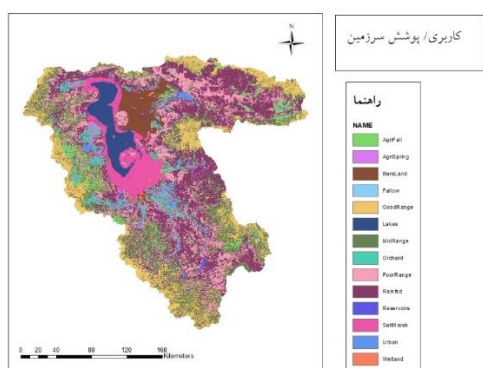 N
کاربری/ پوشش سرزمین
راهنما
NAME
AgriFall
AgriSpring
BareLand
Fallow
GoodRange
Lakes
MidRange
Orchard
PoorRange
Rainfed
Reservoirs
SaltMarsh
Urban
Wetland
0 20 40 80 120 160
Kilometers